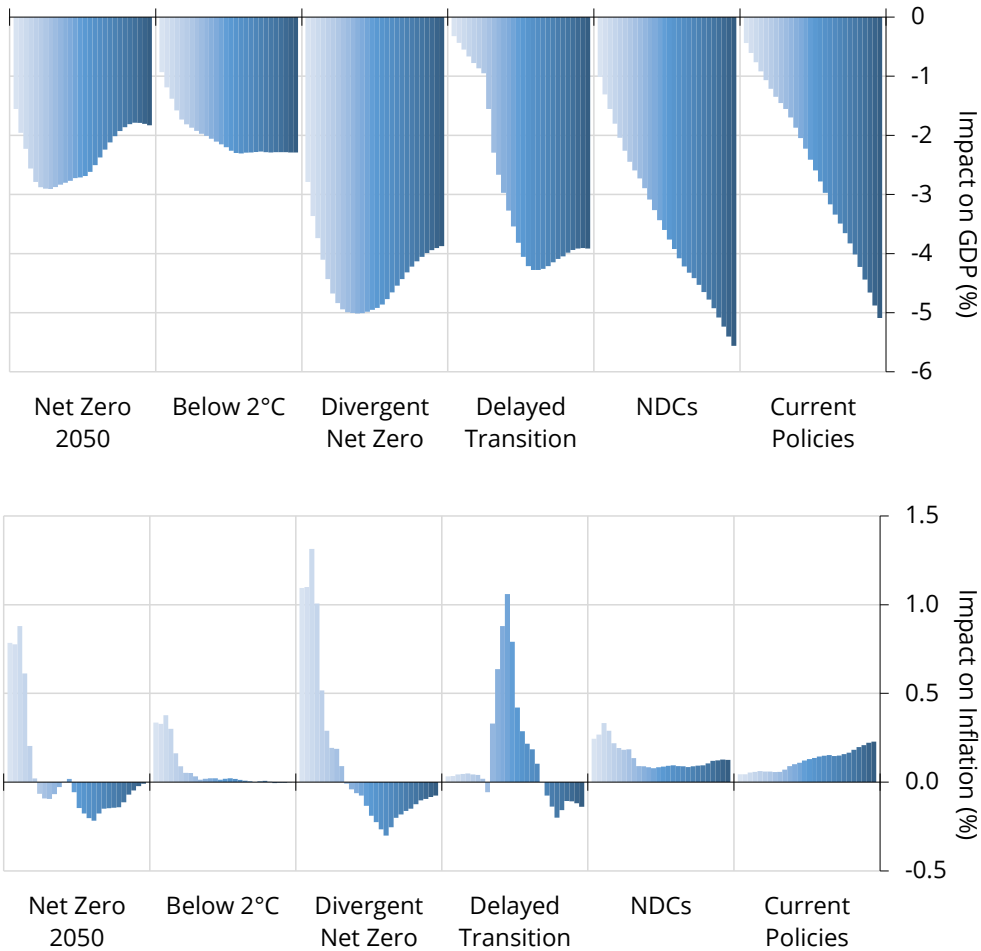 0
-1
-2
-3
-4
-5
-6
Impact on GDP (%)
Net Zero
2050
Below 2°C
Divergent
Net Zero
Delayed
Transition
NDCs
Current
Policies
1.5
1.0
0.5
0.0
-0.5
Impact on Inflation (%)
Net Zero
2050
Below 2°C
Divergent
Net Zero
Delayed
Transition
NDCs
Current
Policies